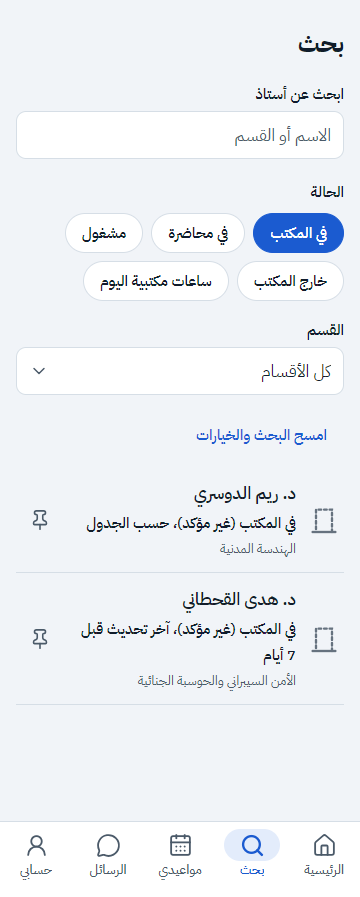 بحث
ابحث عن أستاذ
الاسم أو القسم
الحالة
في المكتب
في محاضرة
مشغول
خارج المكتب
ساعات مكتبية اليوم
القسم
كل الأقسام
امسح البحث والخيارات
د. ريم الدوسري
في المكتب (غير مؤكد)، حسب الجدول
الهندسة المدنية
د. هدى القحطاني
في المكتب (غير مؤكد)، آخر تحديث قبل
7 أيام
الأمن السيبراني والحوسبة الجنائية
الرئيسية
بحث
مواعيدي
الرسائل
حسابي